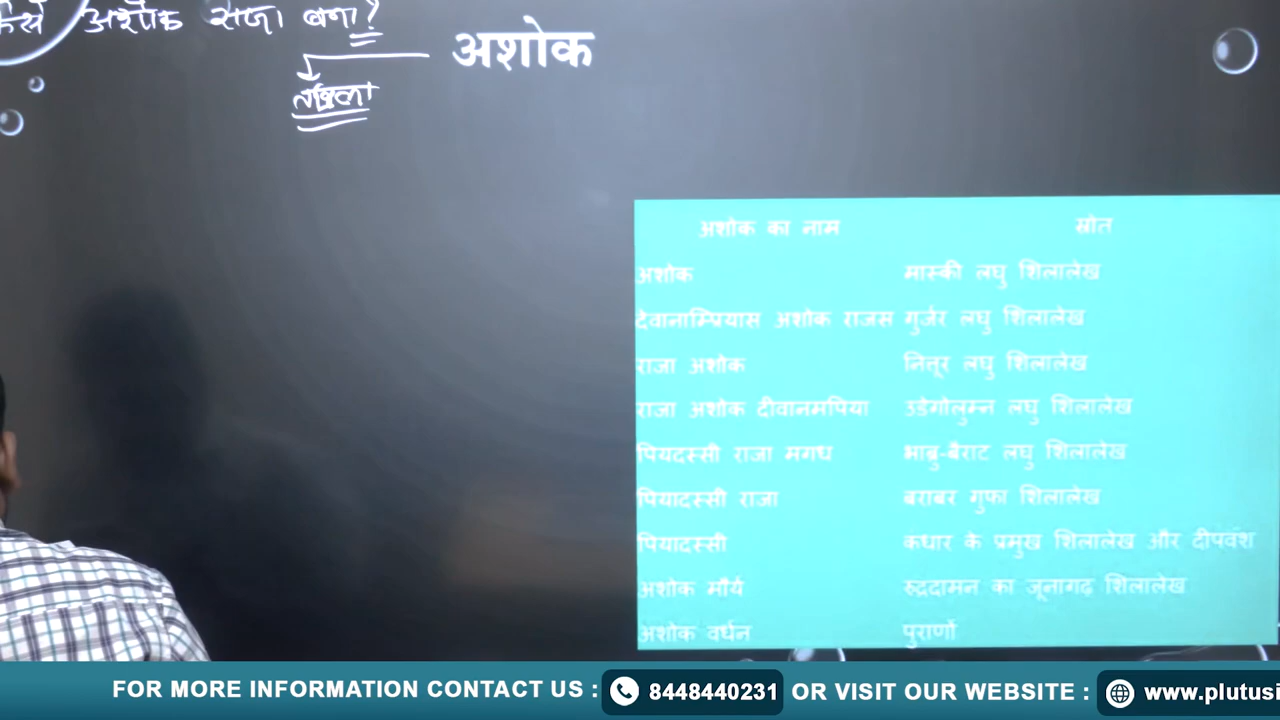 अशोक राजा बना?
अशोक
तक्षशिला
अशोक का नाम स्रोत
अशोक मास्की लघु शिलालेख
देवानाम्प्रियास अशोक राजस गुर्जर लघु शिलालेख
राजा अशोक नित्तूर लघु शिलालेख
राजा अशोक दीवानमपिया उडेगोलुम्न लघु शिलालेख
पियदस्सी राजा मगध भाब्रु-बैराट लघु शिलालेख
पियादस्सी राजा बराबर गुफा शिलालेख
पियादस्सी कंधार के प्रमुख शिलालेख और दीपवंश
अशोक मौर्य रुद्रदामन का जूनागढ़ शिलालेख
अशोक वर्धन पुराणों
FOR MORE INFORMATION CONTACT US : 8448440231 OR VISIT OUR WEBSITE : www.plutusi